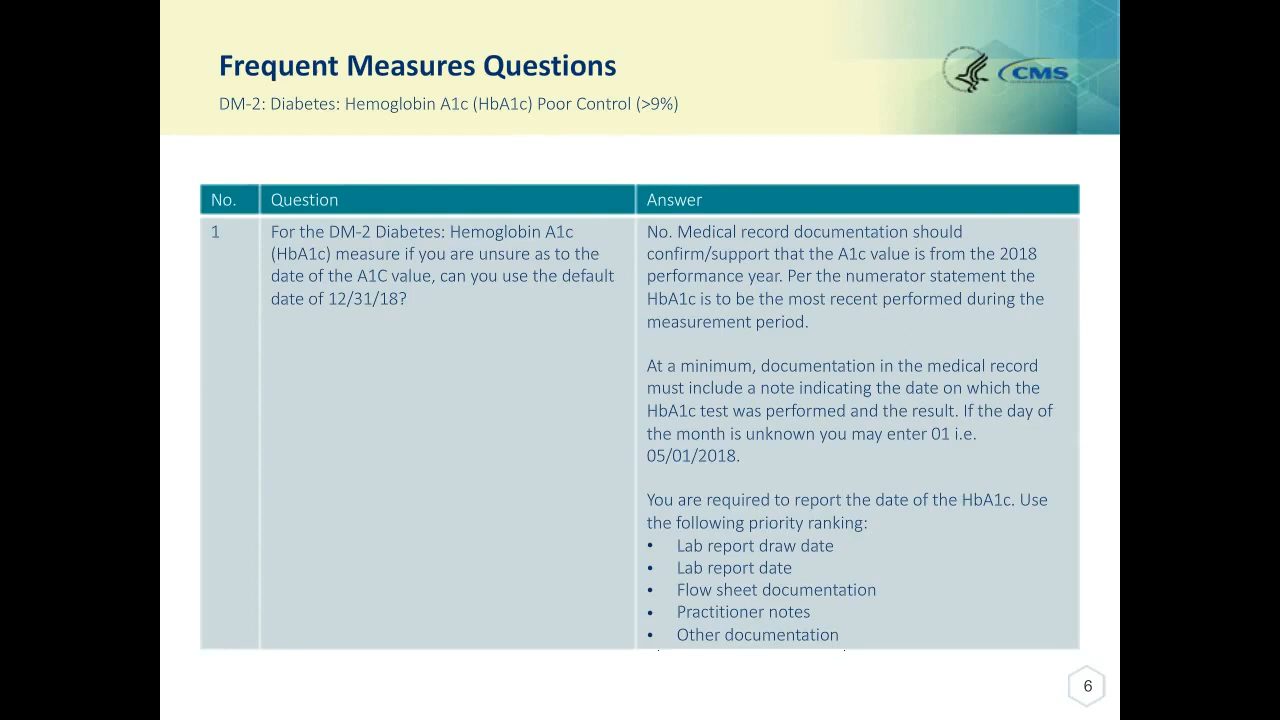 Frequent Measures Questions
DM-2: Diabetes: Hemoglobin A1c (HbA1c) Poor Control (>9%)
CMS
No.
Question
Answer
1
For the DM-2 Diabetes: Hemoglobin A1c
(HbA1c) measure if you are unsure as to the
date of the A1C value, can you use the default
date of 12/31/18?
No. Medical record documentation should
confirm/support that the A1c value is from the 2018
performance year. Per the numerator statement the
HbA1c is to be the most recent performed during the
measurement period.
At a minimum, documentation in the medical record
must include a note indicating the date on which the
HbA1c test was performed and the result. If the day of
the month is unknown you may enter 01 i.e.
05/01/2018.
You are required to report the date of the HbA1c. Use
the following priority ranking:
• Lab report draw date
• Lab report date
• Flow sheet documentation
• Practitioner notes
• Other documentation
6